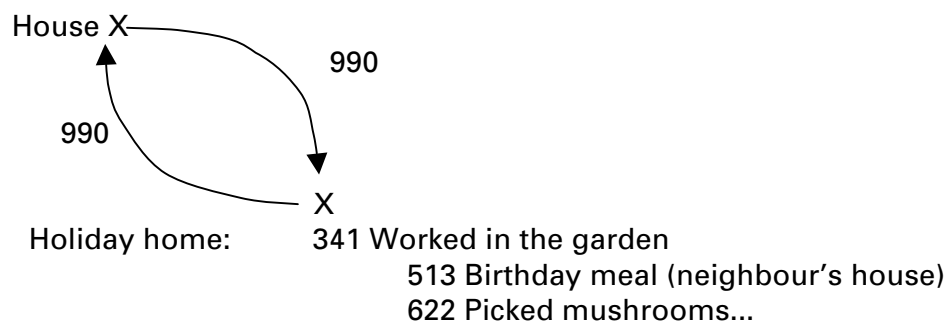 House X
990
990
X
Holiday home: 341 Worked in the garden
513 Birthday meal (neighbour's house)
622 Picked mushrooms...